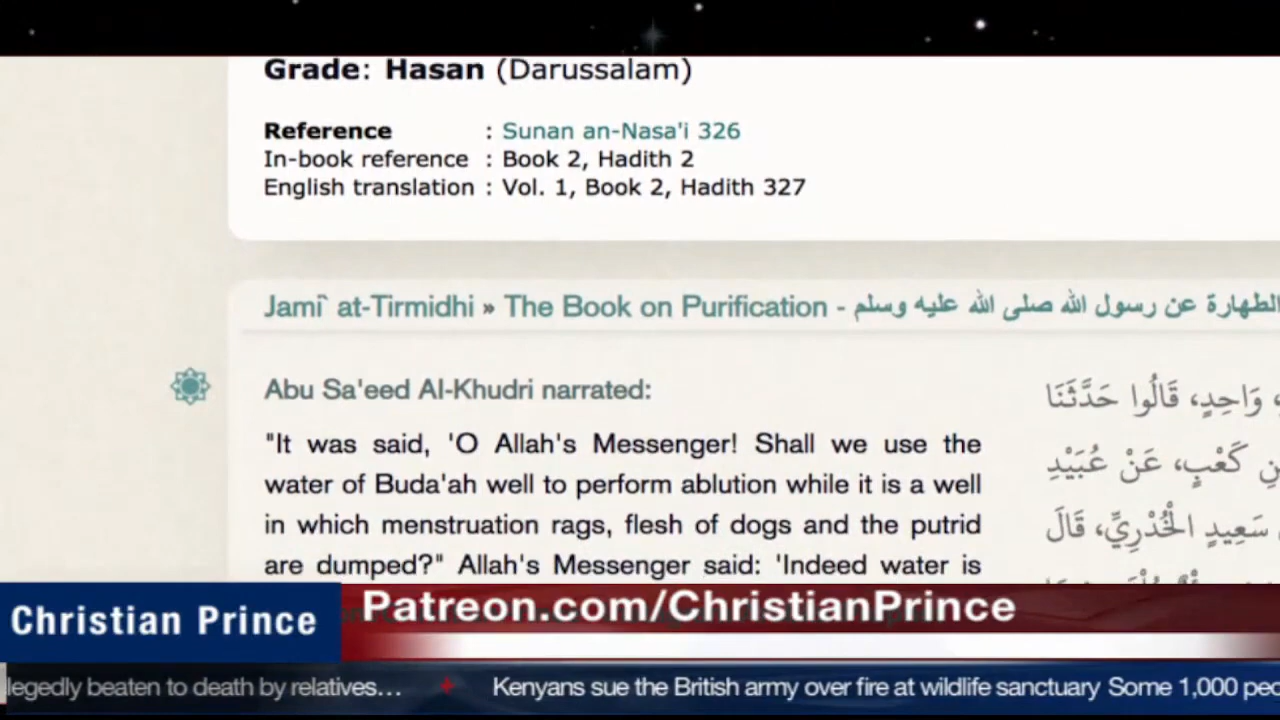 Grade: Hasan (Darussalam)
Reference : Sunan an-Nasa'i 326
In-book reference : Book 2, Hadith 2
English translation : Vol. 1, Book 2, Hadith 327
Jami` at-Tirmidhi » The Book on Purification - الطهارة عن رسول الله صلى الله عليه وسلم
Abu Sa'eed Al-Khudri narrated:
"It was said, 'O Allah's Messenger! Shall we use the
water of Buda'ah well to perform ablution while it is a well
in which menstruation rags, flesh of dogs and the putrid
are dumped?" Allah's Messenger said: 'Indeed water is
وَاحِدٍ، قَالُوا حَدَّثَنَا
كَعْبٍ، عَنْ عُبَيْدِ
سَعِيدٍ الْخُدْرِيِّ، قَالَ
Christian Prince
Patreon.com/ChristianPrince
legedly beaten to death by relatives... Kenyans sue the British army over fire at wildlife sanctuary Some 1,000 peo